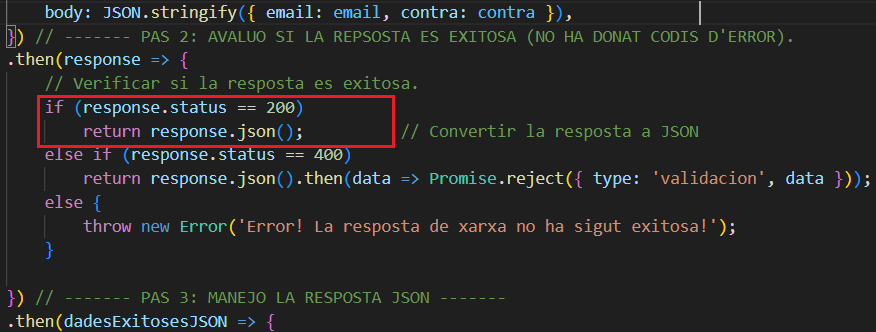 body: JSON.stringify({ email: email, contra: contra }),
}) // ------- PAS 2: AVALUO SI LA REPSOSTA ES EXITOSA (NO HA DONAT CODIS D'ERROR).
.then(response => {
// Verificar si la resposta es exitosa.
if (response.status == 200)
return response.json(); // Convertir la resposta a JSON
else if (response.status == 400)
return response.json().then(data => Promise.reject({ type: 'validacion', data }));
else {
throw new Error('Error! La resposta de xarxa no ha sigut exitosa!');
}
}) // ------- PAS 3: MANEJO LA RESPOSTA JSON -------
.then(dadesExitosesJSON => {